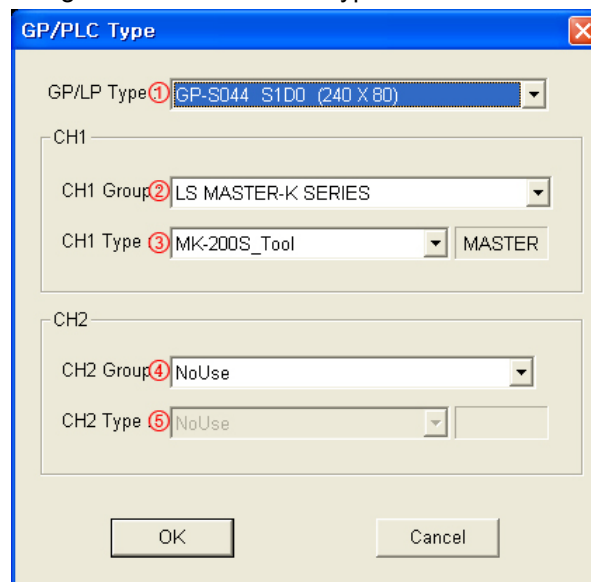 GP/PLC Type
GP/LP Type ① GP-S044 S1D0 (240 X 80)
CH1
CH1 Group ② LS MASTER-K SERIES
CH1 Type ③ MK-200S_Tool MASTER
CH2
CH2 Group ④ NoUse
CH2 Type ⑤ NoUse
OK Cancel